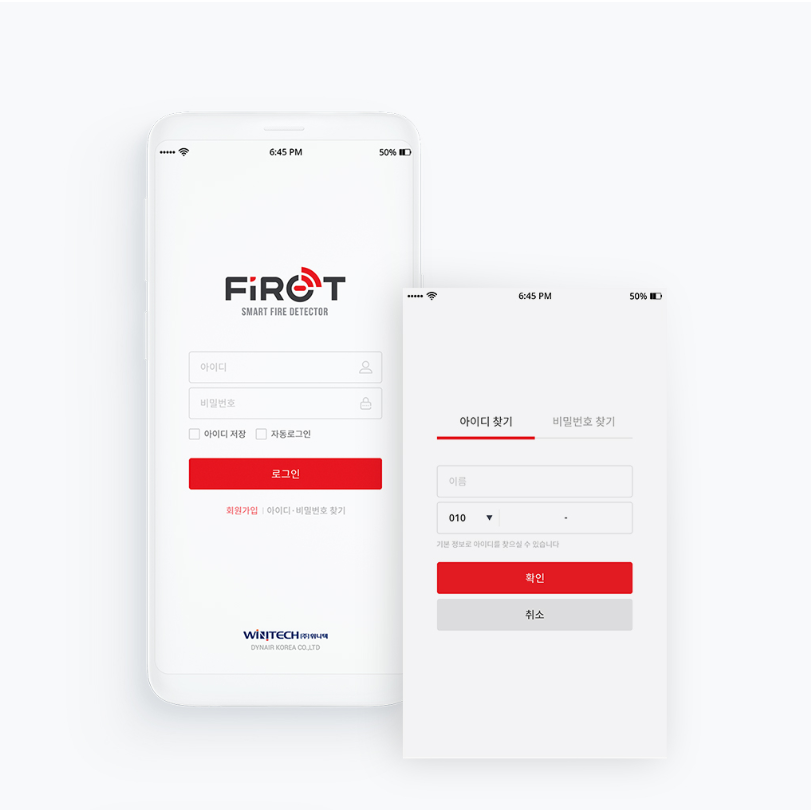 6:45 PM 50%
FiROT
SMART FIRE DETECTOR
아이디
비밀번호
아이디 저장 자동로그인
로그인
회원가입 | 아이디 · 비밀번호 찾기
WINITECH (주)위니텍
DYNAIR KOREA CO.,LTD
6:45 PM 50%
아이디 찾기 비밀번호 찾기
이름
010 ▼ -
기본 정보로 아이디를 찾으실 수 있습니다
확인
취소